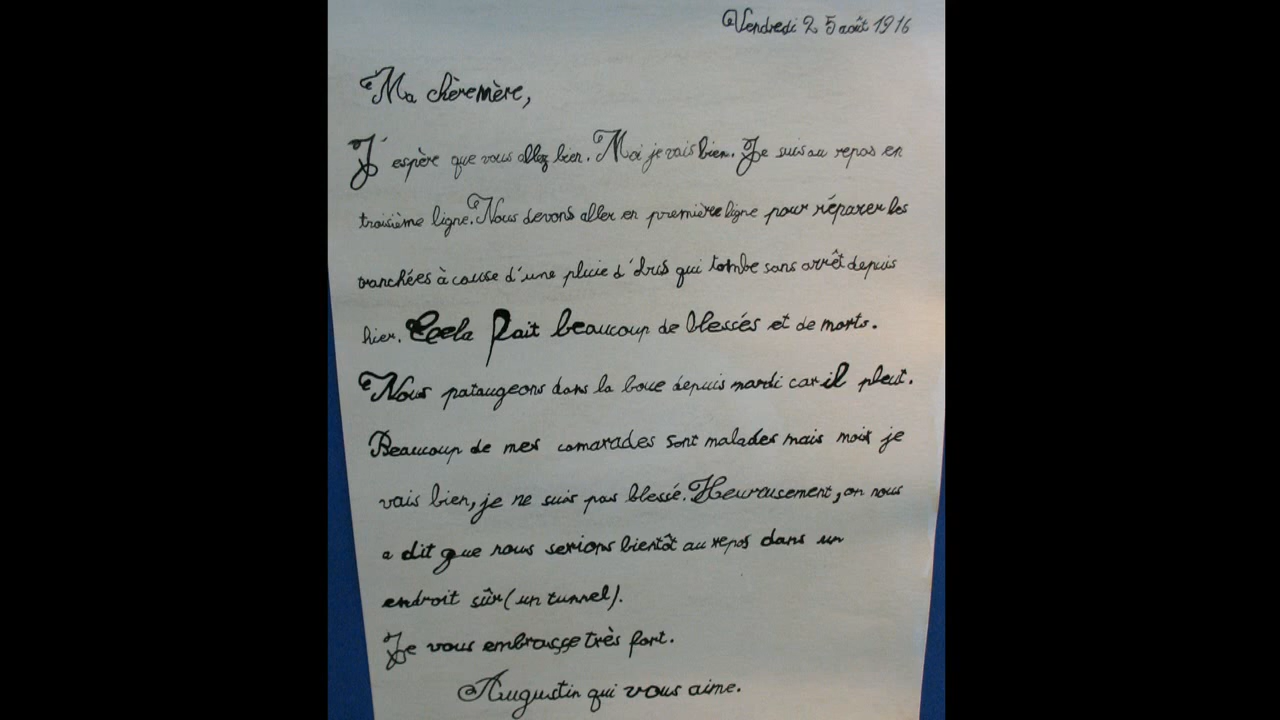 Vendredi 25 août 1916
Ma chère mère,
J'espère que vous allez bien. Moi je vais bien. Je suis au repos en
troisième ligne. Nous devons aller en première ligne pour réparer les
tranchées à cause d'une pluie d'obus qui tombe sans arrêt depuis
hier. Cela fait beaucoup de blessés et de morts.
Nous pataugeons dans la boue depuis mardi car il pleut.
Beaucoup de mes camarades sont malades mais moi je
vais bien, je ne suis pas blessé. Heureusement, on nous
a dit que nous serions bientôt au repos dans un
endroit sûr (un tunnel).
Je vous embrasse très fort.
Augustin qui vous aime.